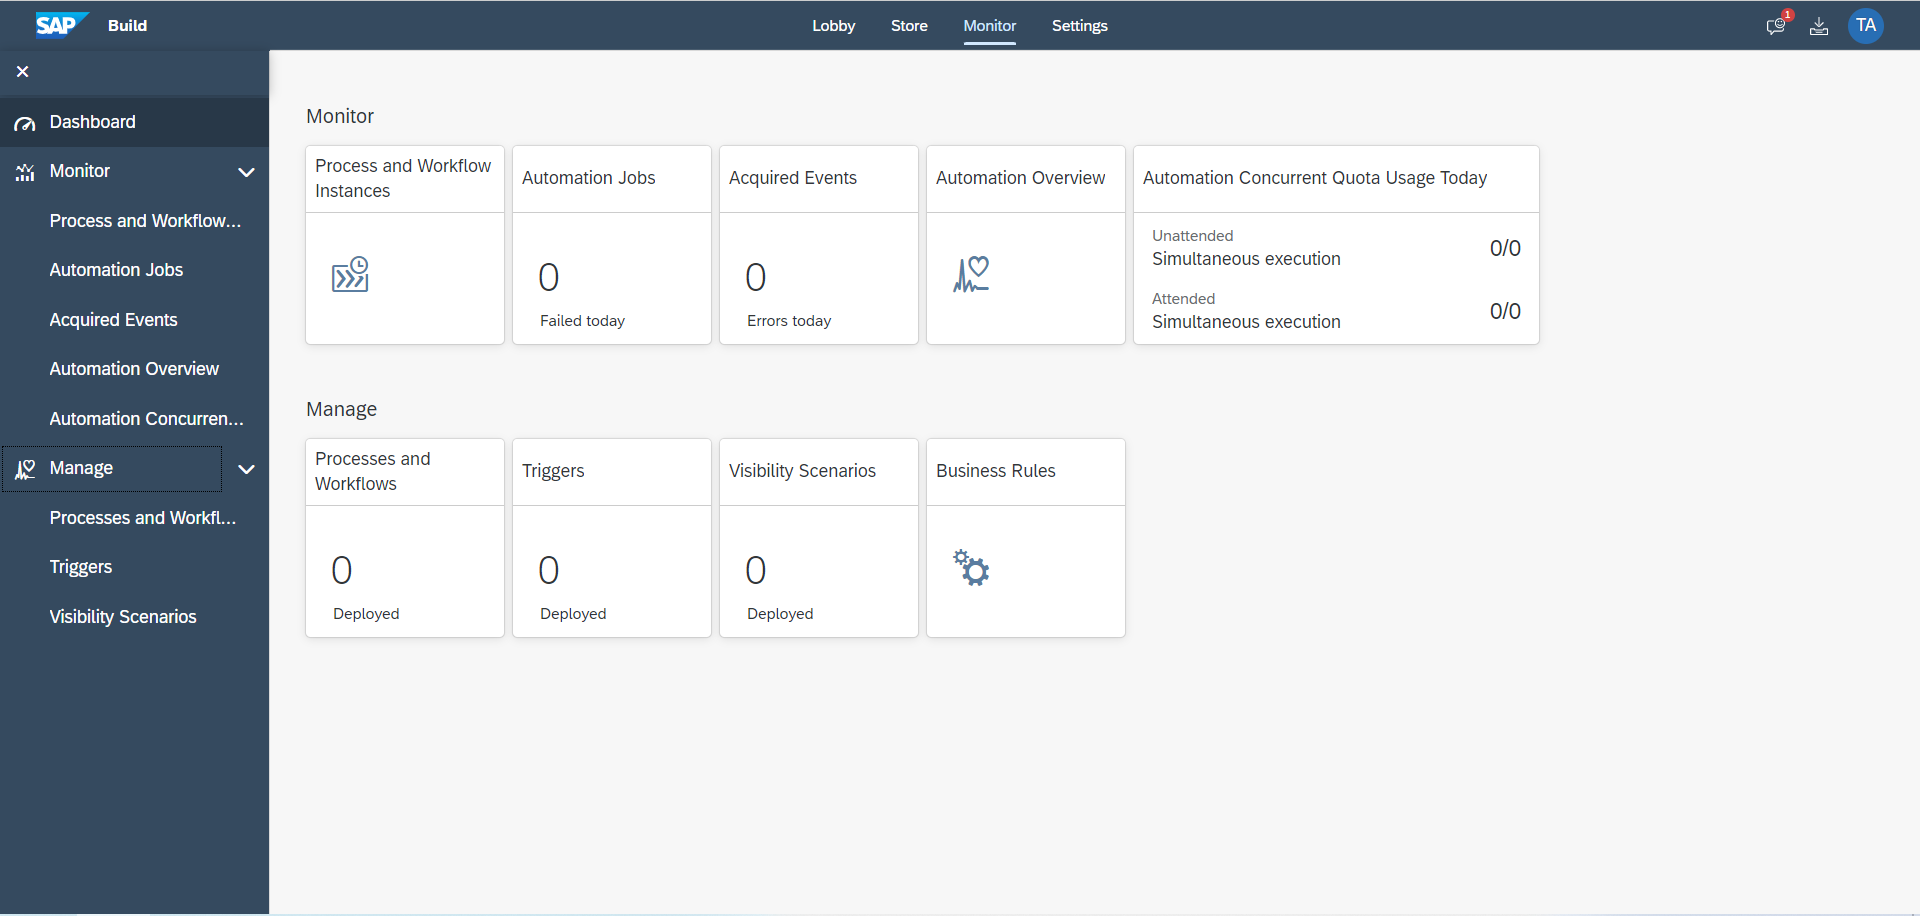 SAP Build Lobby Store Monitor Settings 1 TA
Dashboard
Monitor
Process and Workflow...
Automation Jobs
Acquired Events
Automation Overview
Automation Concurren...
Manage
Processes and Workfl...
Triggers
Visibility Scenarios
Monitor
Process and Workflow
Instances
Automation Jobs
0
Failed today
Acquired Events
0
Errors today
Automation Overview
Automation Concurrent Quota Usage Today
Unattended
Simultaneous execution
0/0
Attended
Simultaneous execution
0/0
Manage
Processes and
Workflows
0
Deployed
Triggers
0
Deployed
Visibility Scenarios
0
Deployed
Business Rules